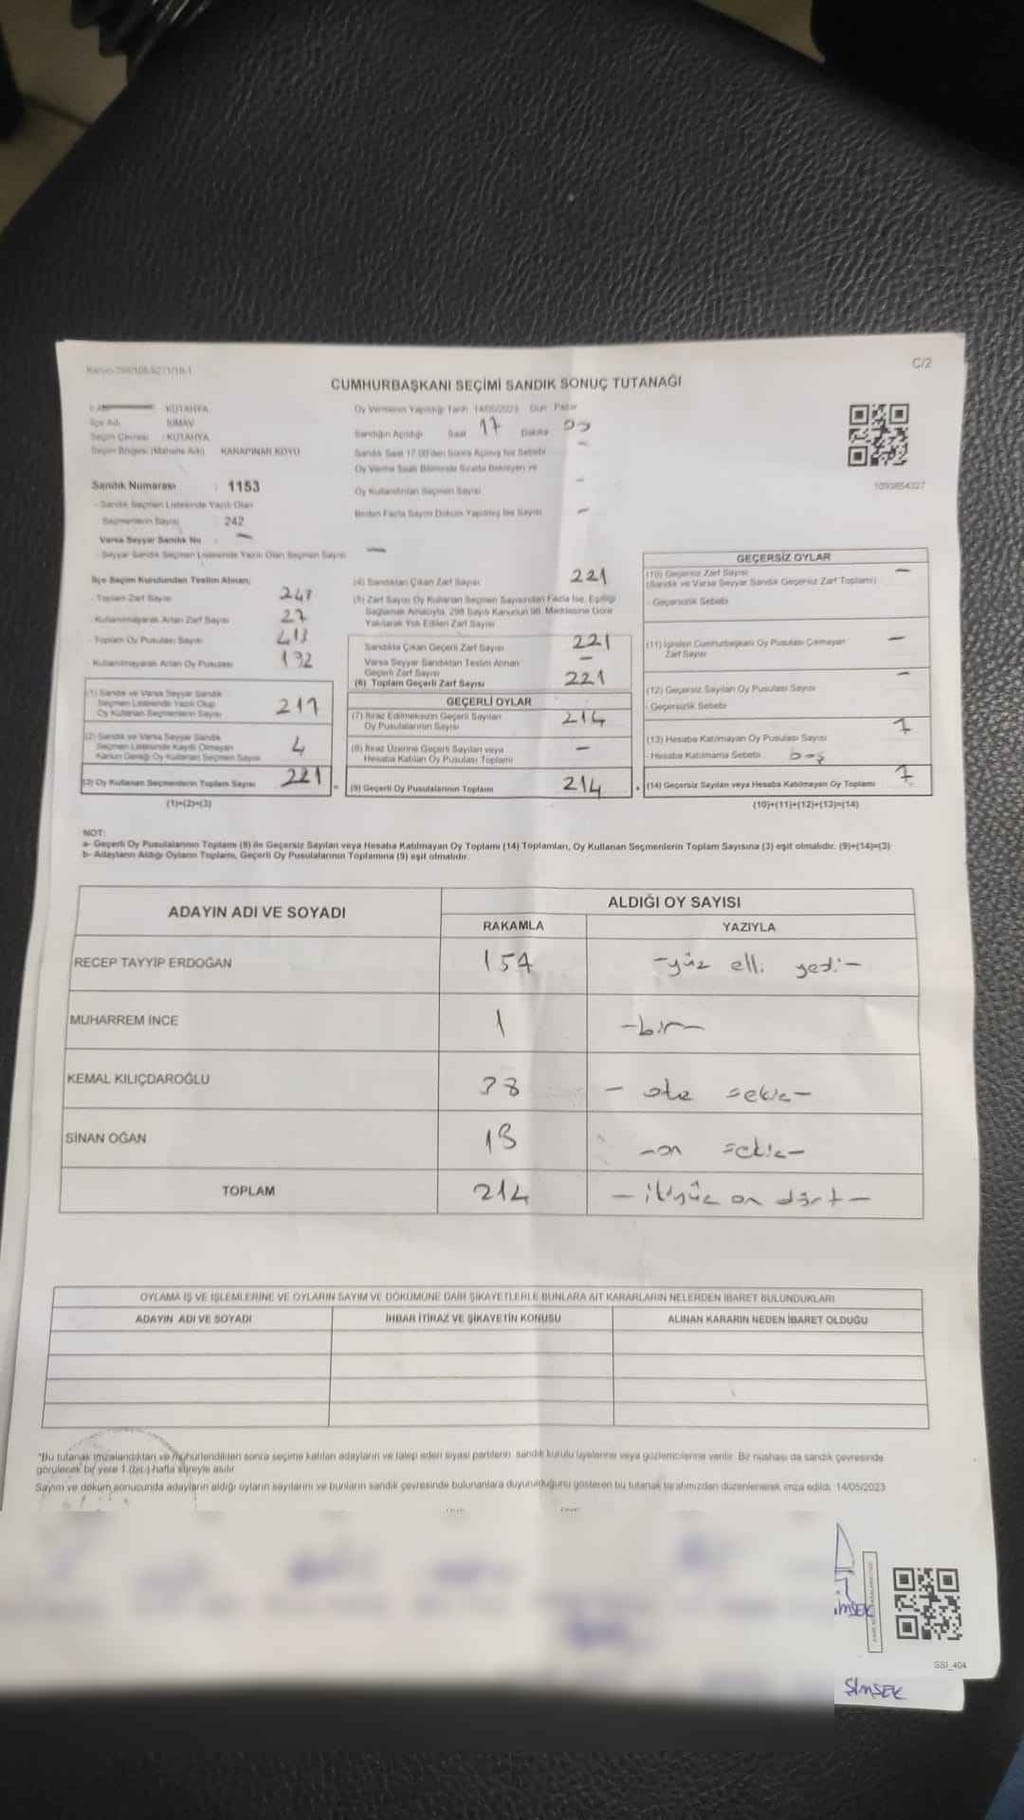 C/2
CUMHURBAŞKANI SEÇİMİ SANDIK SONUÇ TUTANAĞI
KÜTAHYA
İlçe Adı SİMAV
Seçim Çevresi : KÜTAHYA
Seçim Bölgesi (Mahalle Adı) KARAPINAR KÖYÜ
Sandık Numarası : 1153
Sandık Seçmen Listesinde Yazılı Olan
Seçmenlerin Sayısı 242
Varsa Seyyar Sandık No : –
Seyyar Sandık Seçmen Listesinde Yazılı Olan Seçmen Sayısı –
Oy Vermenin Yapıldığı Tarih 14/05/2023 Gün Pazar
Sandığın Açıldığı Saat 17 Dakika
Sandık Saat 17.00'den Sonra Açılmış İse Sebebi –
Oy Verme Saati Bitiminde Sırada Bekleyen ve
Oy Kullandırılan Seçmen Sayısı –
Birden Fazla Sayım Döküm Yapılmış İse Sayısı –
1093854327
İlçe Seçim Kurulundan Teslim Alınan;
Toplam Zarf Sayısı
Kullanılmayarak Artan Zarf Sayısı 27
Toplam Oy Pusulası Sayısı 413
Kullanılmayarak Artan Oy Pusulası 192
(1) Sandık ve Varsa Seyyar Sandık
Seçmen Listesinde Yazılı Olup
Oy Kullanan Seçmenlerin Sayısı 217
(2) Sandık ve Varsa Seyyar Sandık
Seçmen Listesinde Kayıtlı Olmayan
Kanun Gereği Oy Kullanan Seçmen Sayısı 4
(3) Oy Kullanan Seçmenlerin Toplam Sayısı 221
(1)+(2)=(3)
(4) Sandıktan Çıkan Zarf Sayısı 221
(5) Zarf Sayısı Oy Kullanan Seçmen Sayısından Fazla İse, Eşitliği
Sağlamak Amacıyla, 298 Sayılı Kanunun 98. Maddesine Göre
Yakılarak Yok Edilen Zarf Sayısı
Sandıkta Çıkan Geçerli Zarf Sayısı 221
Varsa Seyyar Sandıktan Teslim Alınan
Geçerli Zarf Sayısı –
(6) Toplam Geçerli Zarf Sayısı 221
GEÇERLİ OYLAR
(7) İtiraz Edilmeksizin Geçerli Sayılan
Oy Pusulalarının Sayısı 214
(8) İtiraz Üzerine Geçerli Sayılan veya
Hesaba Katılan Oy Pusulası Toplamı –
(9) Geçerli Oy Pusulalarının Toplamı 214
GEÇERSİZ OYLAR
(10) Geçersiz Zarf Sayısı –
(Sandık ve Varsa Seyyar Sandık Geçersiz Zarf Toplamı)
Geçersizlik Sebebi
(11) İçinden Cumhurbaşkanı Oy Pusulası Çıkmayan –
Zarf Sayısı
(12) Geçersiz Sayılan Oy Pusulası Sayısı –
Geçersizlik Sebebi
(13) Hesaba Katılmayan Oy Pusulası Sayısı 7
Hesaba Katılmama Sebebi boş
(14) Geçersiz Sayılan veya Hesaba Katılmayan Oy Toplamı 7
(10)+(11)+(12)+(13)=(14)
NOT:
a- Geçerli Oy Pusulalarının Toplamı (9) ile Geçersiz Sayılan veya Hesaba Katılmayan Oy Toplamı (14) Toplamları, Oy Kullanan Seçmenlerin Toplam Sayısına (3) eşit olmalıdır. (9)+(14)=(3)
b- Adayların Aldığı Oyların Toplamı, Geçerli Oy Pusulalarının Toplamına (9) eşit olmalıdır.
ADAYIN ADI VE SOYADI ALDIĞI OY SAYISI
RAKAMLA YAZIYLA
RECEP TAYYİP ERDOĞAN 157 -yüz elli yedi-
MUHARREM İNCE 1 -bir-
KEMAL KILIÇDAROĞLU 38 - otuz sekiz-
SİNAN OĞAN 18 -on sekiz-
TOPLAM 214 - ikiyüz on dört -
OYLAMA İŞ VE İŞLEMLERİNE VE OYLARIN SAYIM VE DÖKÜMÜNE DAİR ŞİKAYETLERLE BUNLARA AİT KARARLARIN NELERDEN İBARET BULUNDUKLARI
ADAYIN ADI VE SOYADI İHBAR İTİRAZ VE ŞİKAYETİN KONUSU ALINAN KARARIN NEDEN İBARET OLDUĞU
*Bu tutanak imzalandıktan ve mühürlendikten sonra seçime katılan adayların ve talep eden siyasi partilerin sandık kurulu üyelerine veya gözlemcilerine verilir. Bir nüshası da sandık çevresinde
görülecek bir yere 1 (bir) hafta süreyle asılır.
Sayım ve döküm sonucunda adayların aldığı oyların sayılarını ve bunların sandık çevresinde bulunanlara duyurulduğunu gösteren bu tutanak tarafımızdan düzenlenerek imza edildi. 14/05/2023
SSI_404
ŞİMŞEK